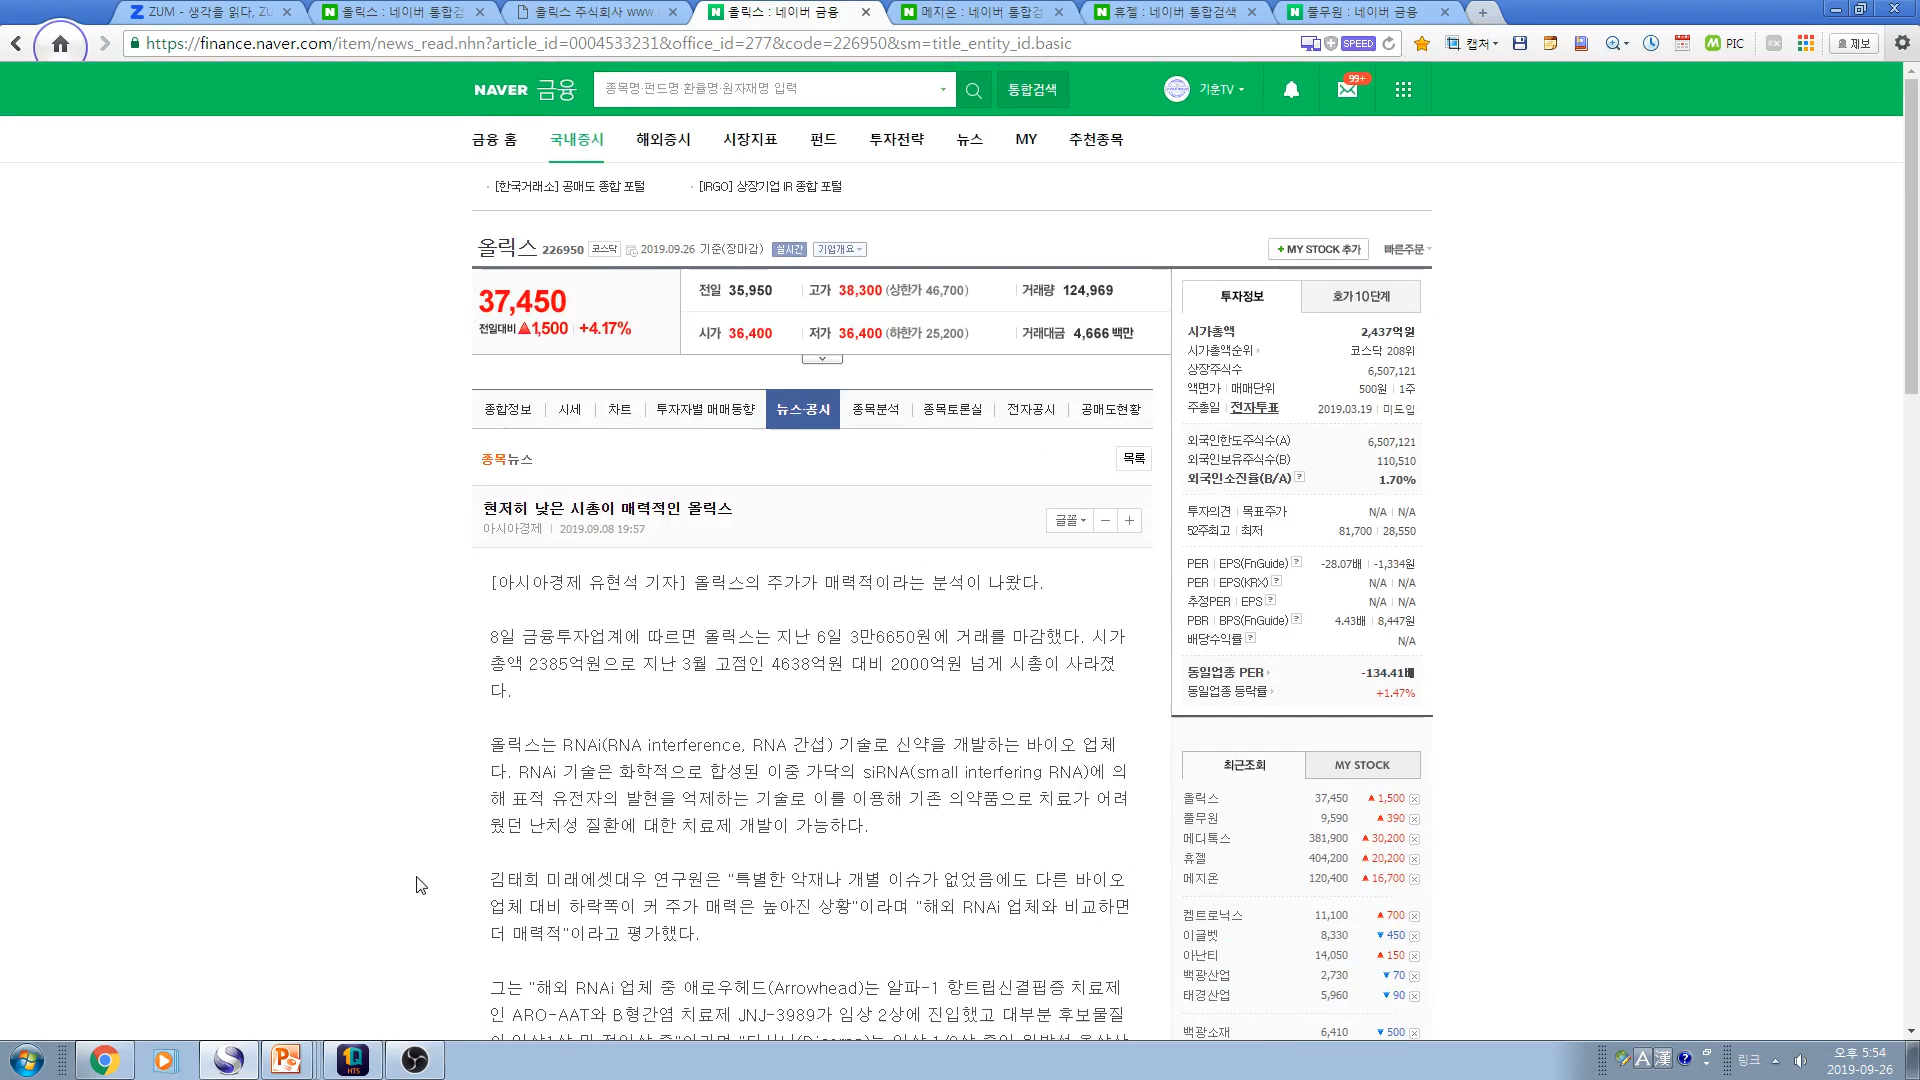 ZUM - 생각을 읽다, ZU
올릭스 : 네이버 통합검
올릭스 주식회사 www.
올릭스 : 네이버 금융
메지온 : 네이버 통합검
휴젤 : 네이버 통합검색
풀무원 : 네이버 금융
https://finance.naver.com/item/news_read.nhn?article_id=0004533231&office_id=277&code=226950&sm=title_entity_id.basic
SPEED
캡처
PIC
제보
NAVER 금융
종목명·펀드명·환율명·원자재명 입력
통합검색
기훈TV
99+
금융 홈 국내증시 해외증시 시장지표 펀드 투자전략 뉴스 MY 추천종목
· [한국거래소] 공매도 종합 포털 · [IRGO] 상장기업 IR 종합 포털
올릭스 226950 코스닥 2019.09.26 기준(장마감) 실시간 기업개요
+ MY STOCK 추가 빠른주문
37,450
전일대비 ▲1,500 +4.17%
전일 35,950 고가 38,300 (상한가 46,700) 거래량 124,969
시가 36,400 저가 36,400 (하한가 25,200) 거래대금 4,666 백만
종합정보 시세 차트 투자자별 매매동향 뉴스·공시 종목분석 종목토론실 전자공시 공매도현황
종목뉴스
목록
현저히 낮은 시총이 매력적인 올릭스
아시아경제 | 2019.09.08 19:57
글꼴 − +
[아시아경제 유현석 기자] 올릭스의 주가가 매력적이라는 분석이 나왔다.
8일 금융투자업계에 따르면 올릭스는 지난 6일 3만6650원에 거래를 마감했다. 시가
총액 2385억원으로 지난 3월 고점인 4638억원 대비 2000억원 넘게 시총이 사라졌
다.
올릭스는 RNAi(RNA interference, RNA 간섭) 기술로 신약을 개발하는 바이오 업체
다. RNAi 기술은 화학적으로 합성된 이중 가닥의 siRNA(small interfering RNA)에 의
해 표적 유전자의 발현을 억제하는 기술로 이를 이용해 기존 의약품으로 치료가 어려
웠던 난치성 질환에 대한 치료제 개발이 가능하다.
김태희 미래에셋대우 연구원은 "특별한 악재나 개별 이슈가 없었음에도 다른 바이오
업체 대비 하락폭이 커 주가 매력은 높아진 상황"이라며 "해외 RNAi 업체와 비교하면
더 매력적"이라고 평가했다.
그는 "해외 RNAi 업체 중 애로우헤드(Arrowhead)는 알파-1 항트립신결핍증 치료제
인 ARO-AAT와 B형간염 치료제 JNJ-3989가 임상 2상에 진입했고 대부분 후보물질
투자정보 호가 10단계
시가총액 2,437억원
시가총액순위 코스닥 208위
상장주식수 6,507,121
액면가 | 매매단위 500원 | 1주
주총일 | 전자투표 2019.03.19 | 미도입
외국인한도주식수(A) 6,507,121
외국인보유주식수(B) 110,510
외국인소진율(B/A) ? 1.70%
투자의견 | 목표주가 N/A | N/A
52주최고 | 최저 81,700 | 28,550
PER | EPS(FnGuide) ? -28.07배 | -1,334원
PER | EPS(KRX) ? N/A | N/A
추정PER | EPS ? N/A | N/A
PBR | BPS(FnGuide) ? 4.43배 | 8,447원
배당수익률 ? N/A
동일업종 PER -134.41배
동일업종 등락률 +1.47%
최근조회 MY STOCK
올릭스 37,450 ▲ 1,500
풀무원 9,590 ▲ 390
메디톡스 381,900 ▲ 30,200
휴젤 404,200 ▲ 20,200
메지온 120,400 ▲ 16,700
켐트로닉스 11,100 ▲ 700
이글벳 8,330 ▼ 450
아난티 14,050 ▲ 150
백광산업 2,730 ▼ 70
태경산업 5,960 ▼ 90
백광소재 6,410 ▼ 500
HTS
A 漢
링크
오후 5:54
2019-09-26